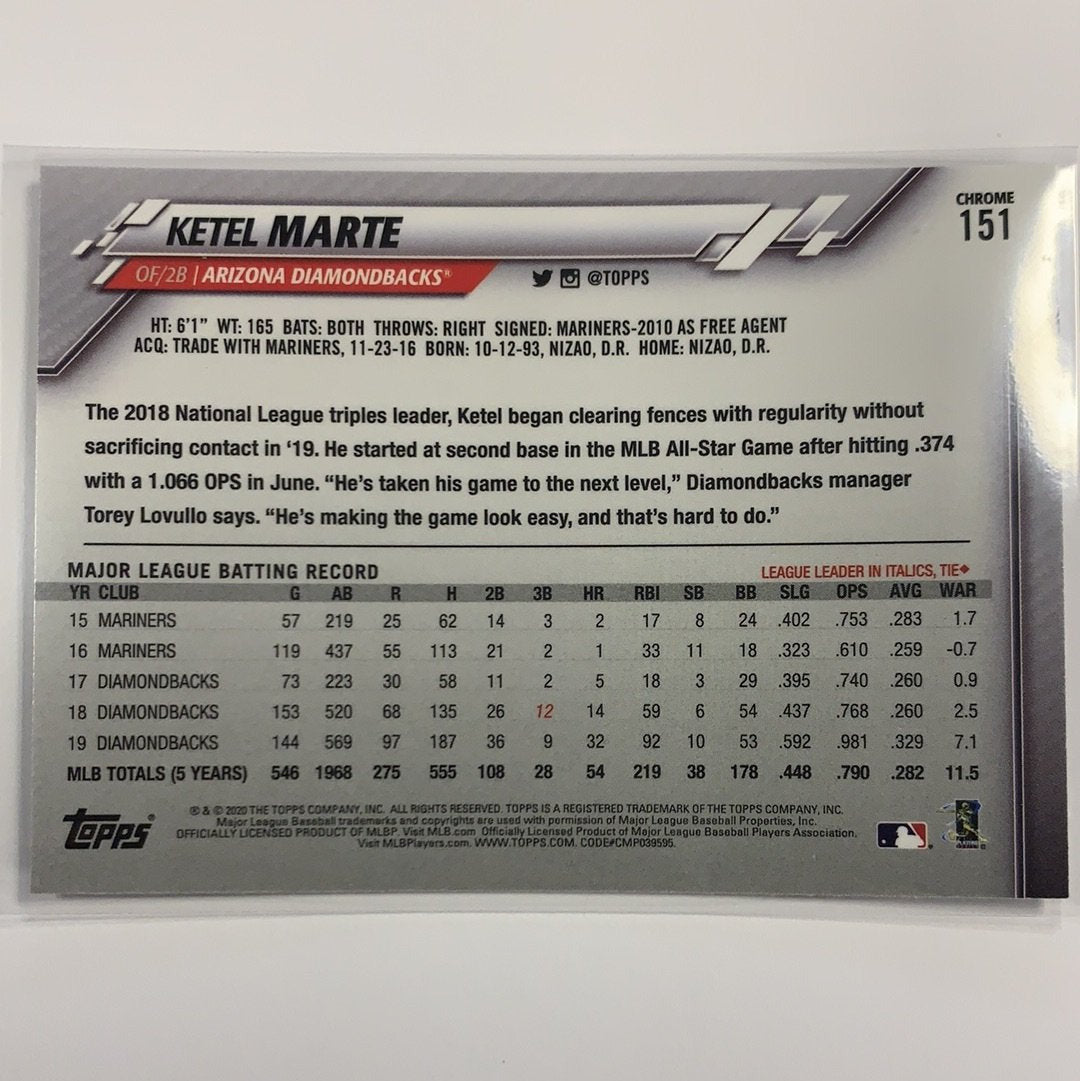 KETEL MARTE
CHROME
151
OF/2B | ARIZONA DIAMONDBACKS®
@TOPPS
HT: 6'1" WT: 165 BATS: BOTH THROWS: RIGHT SIGNED: MARINERS-2010 AS FREE AGENT
ACQ: TRADE WITH MARINERS, 11-23-16 BORN: 10-12-93, NIZAO, D.R. HOME: NIZAO, D.R.
The 2018 National League triples leader, Ketel began clearing fences with regularity without
sacrificing contact in ‘19. He started at second base in the MLB All-Star Game after hitting .374
with a 1.066 OPS in June. “He’s taken his game to the next level,” Diamondbacks manager
Torey Lovullo says. “He’s making the game look easy, and that’s hard to do.”
MAJOR LEAGUE BATTING RECORD
LEAGUE LEADER IN ITALICS, TIE◆
YR CLUB G AB R H 2B 3B HR RBI SB BB SLG OPS AVG WAR
15 MARINERS 57 219 25 62 14 3 2 17 8 24 .402 .753 .283 1.7
16 MARINERS 119 437 55 113 21 2 1 33 11 18 .323 .610 .259 -0.7
17 DIAMONDBACKS 73 223 30 58 11 2 5 18 3 29 .395 .740 .260 0.9
18 DIAMONDBACKS 153 520 68 135 26 12 14 59 6 54 .437 .768 .260 2.5
19 DIAMONDBACKS 144 569 97 187 36 9 32 92 10 53 .592 .981 .329 7.1
MLB TOTALS (5 YEARS) 546 1968 275 555 108 28 54 219 38 178 .448 .790 .282 11.5
topps®
® & © 2020 THE TOPPS COMPANY, INC. ALL RIGHTS RESERVED. TOPPS IS A REGISTERED TRADEMARK OF THE TOPPS COMPANY, INC.
Major League Baseball trademarks and copyrights are used with permission of Major League Baseball Properties, Inc.
OFFICIALLY LICENSED PRODUCT OF MLBP. Visit MLB.com Officially Licensed Product of Major League Baseball Players Association.
Visit MLBPlayers.com. WWW.TOPPS.COM. CODE#CMP039595.